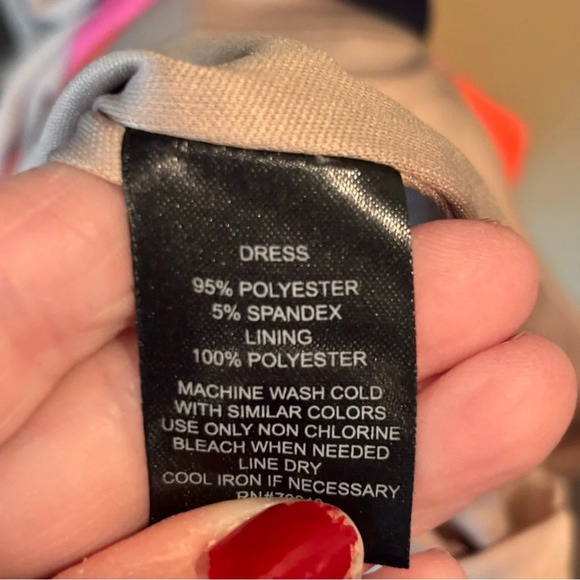 DRESS
95% POLYESTER
5% SPANDEX
LINING
100% POLYESTER
MACHINE WASH COLD
WITH SIMILAR COLORS
USE ONLY NON CHLORINE
BLEACH WHEN NEEDED
LINE DRY
COOL IRON IF NECESSARY